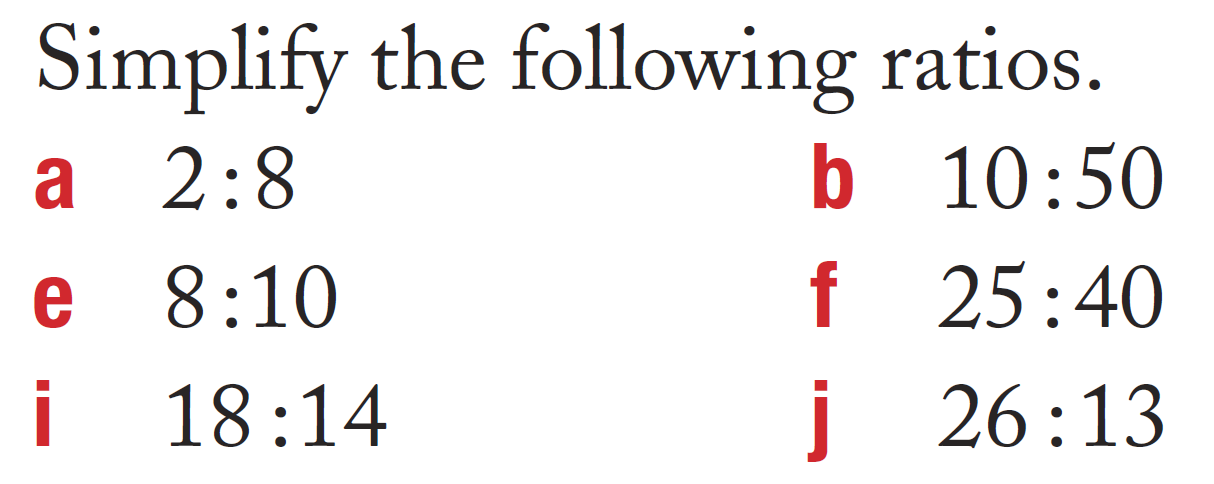 Simplify the following ratios.
a 2:8 b 10:50
e 8:10 f 25:40
i 18:14 j 26:13